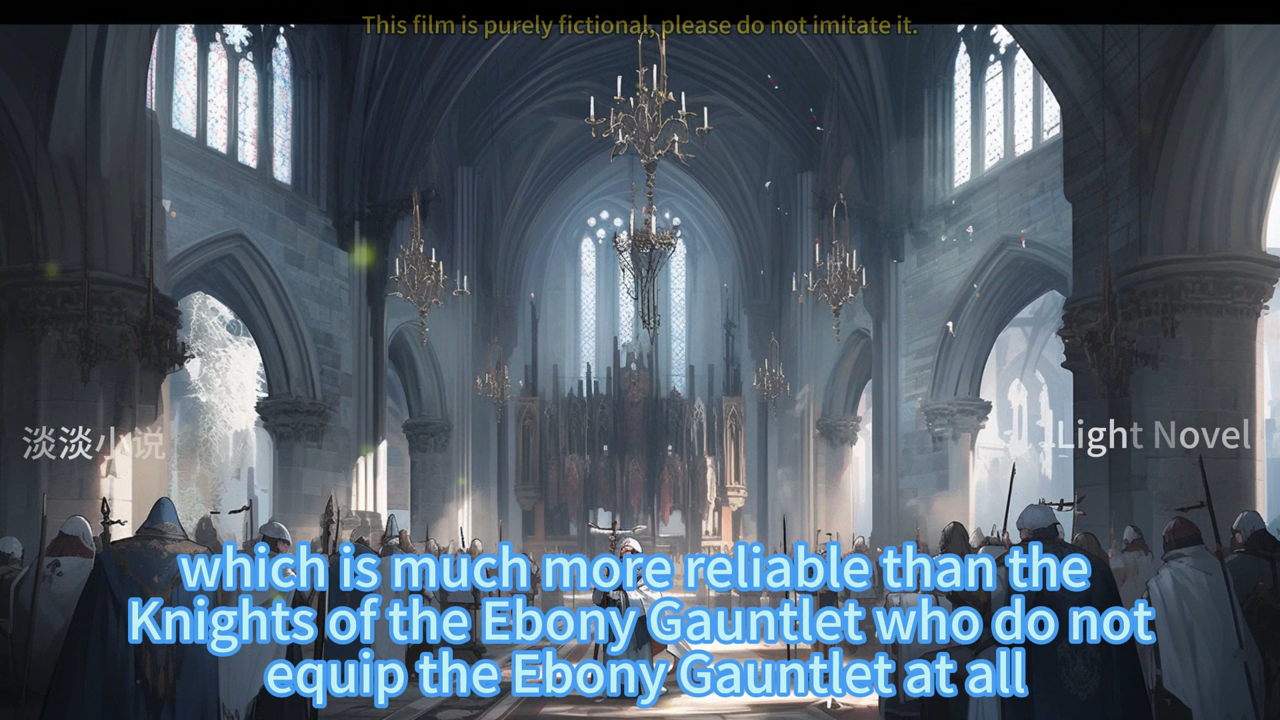 This film is purely fictional, please do not imitate it.
淡淡小说
Light Novel
which is much more reliable than the
Knights of the Ebony Gauntlet who do not
equip the Ebony Gauntlet at all